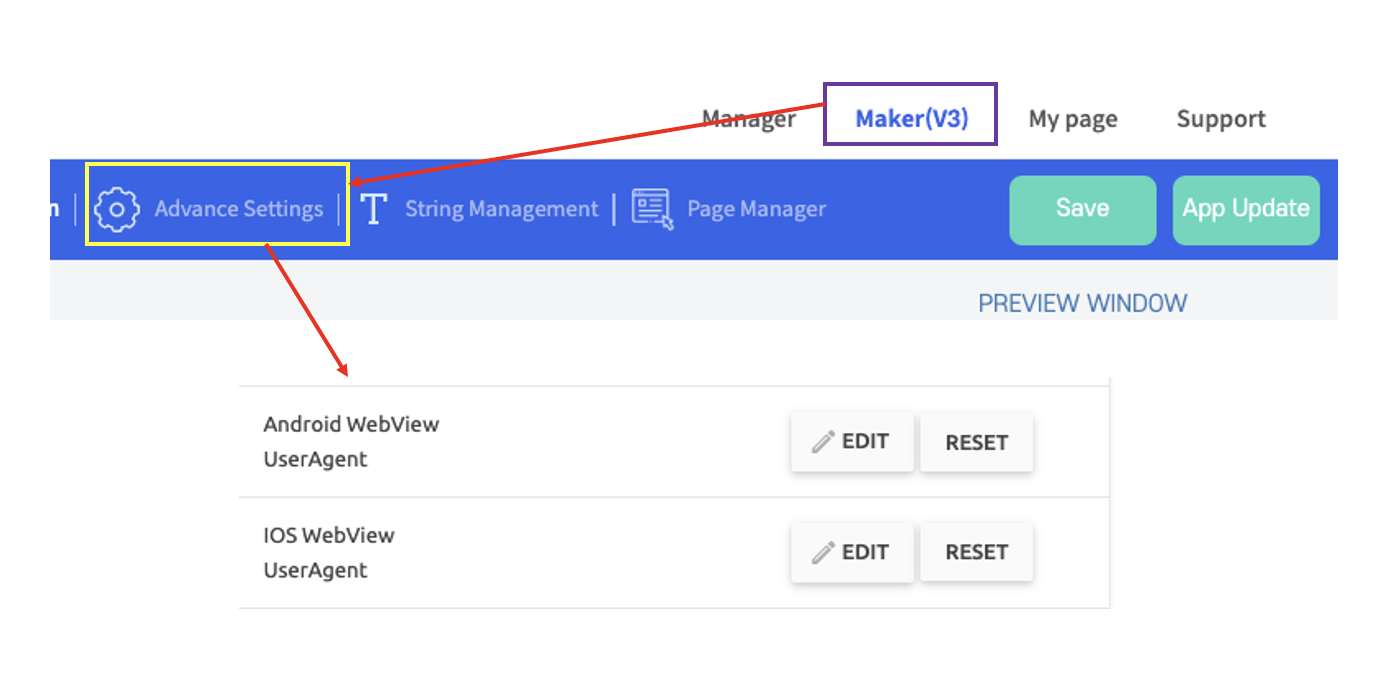 Manager Maker(V3) My page Support
Advance Settings String Management Page Manager Save App Update
PREVIEW WINDOW
Android WebView
UserAgent
EDIT RESET
IOS WebView
UserAgent
EDIT RESET